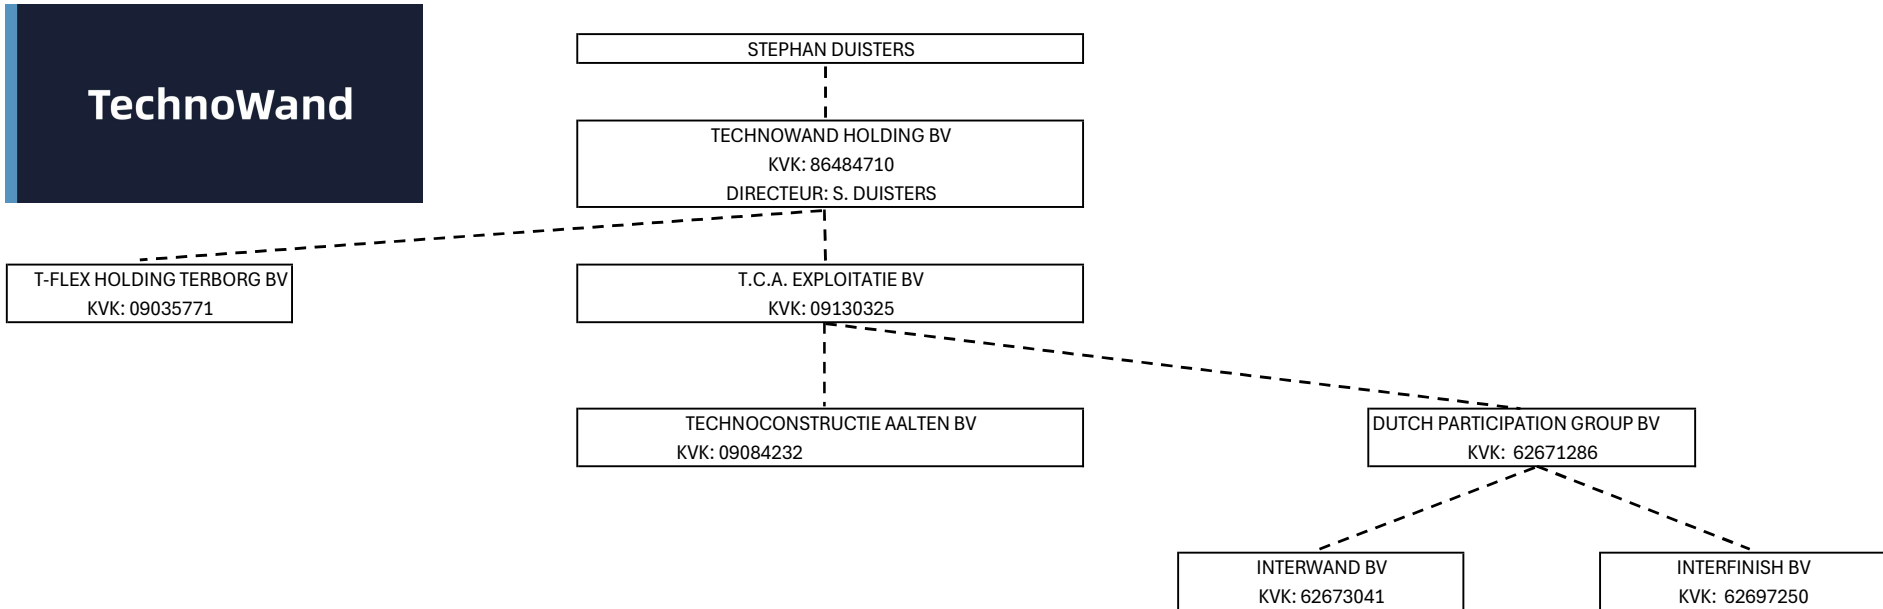 TechnoWand
STEPHAN DUISTERS
TECHNOWAND HOLDING BV
KVK: 86484710
DIRECTEUR: S. DUISTERS
T-FLEX HOLDING TERBORG BV
KVK: 09035771
T.C.A. EXPLOITATIE BV
KVK: 09130325
TECHNOCONSTRUCTIE AALTEN BV
KVK: 09084232
DUTCH PARTICIPATION GROUP BV
KVK: 62671286
INTERWAND BV
KVK: 62673041
INTERFINISH BV
KVK: 62697250